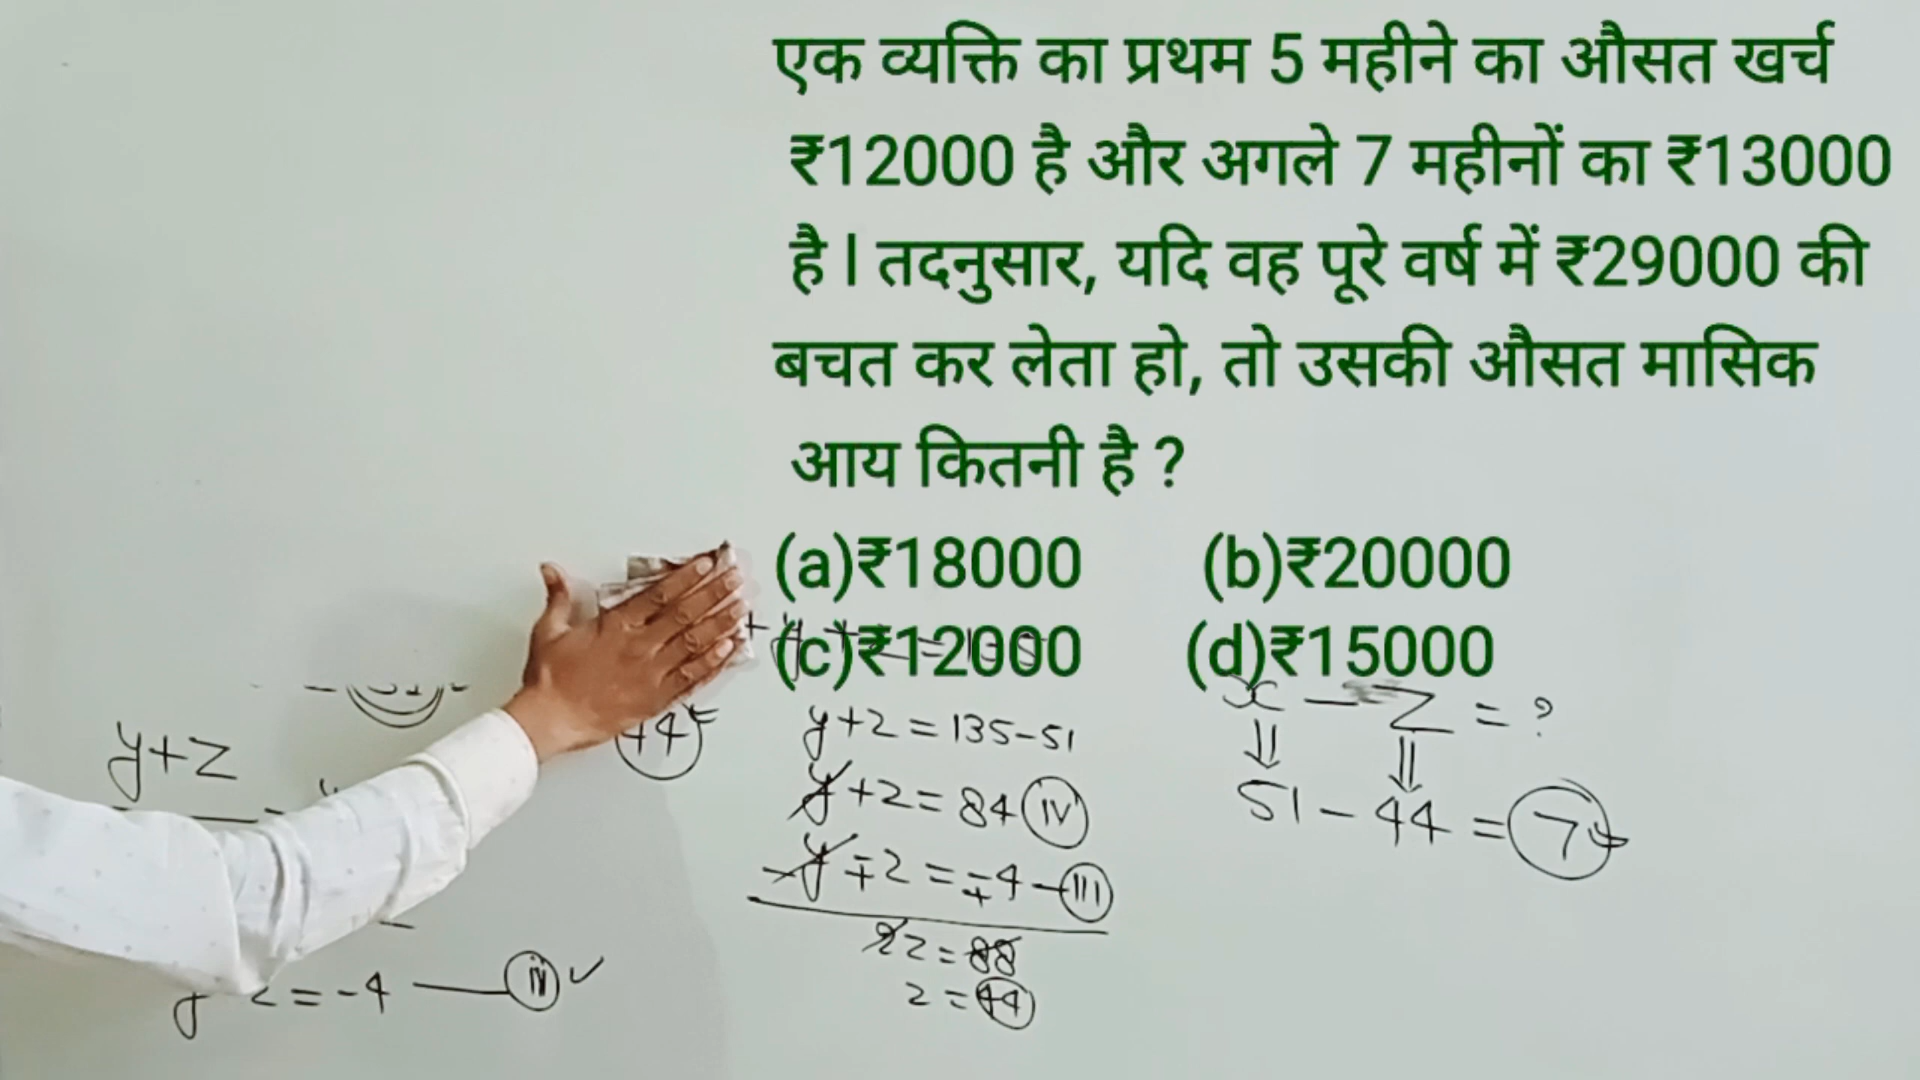 एक व्यक्ति का प्रथम 5 महीने का औसत खर्च
₹12000 है और अगले 7 महीनों का ₹13000
है l तदनुसार, यदि वह पूरे वर्ष में ₹29000 की
बचत कर लेता हो, तो उसकी औसत मासिक
आय कितनी है ?
(a)₹18000 (b)₹20000
(c)₹12000 (d)₹15000
x - z = ?
y+z
y+z = 135-51
y+z = 84 (iv)
51 - 44 = 7
-y∓z = -4 - (iii)
2z = 88
z = 44
= -4 —